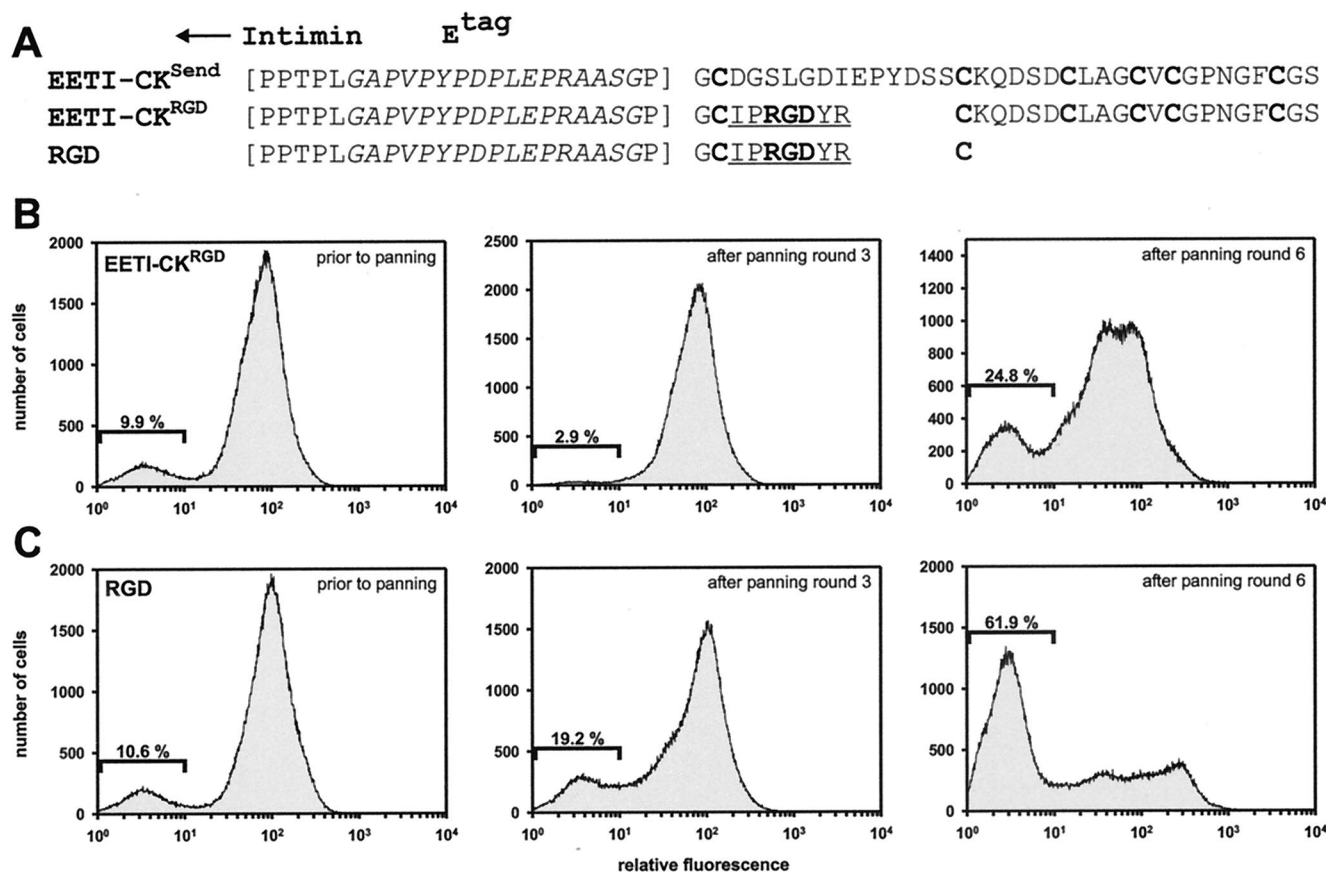 A
← Intimin E^tag
EETI-CK^Send [PPTPLGAPVPYPDPLEPRAASGP] GCDGSLGDIEPYDSSCKQDSDCLAGCVCGPNGFCGS
EETI-CK^RGD [PPTPLGAPVPYPDPLEPRAASGP] GCIPRGDYR CKQDSDCLAGCVCGPNGFCGS
RGD [PPTPLGAPVPYPDPLEPRAASGP] GCIPRGDYR C
B
number of cells
2000
1500
1000
500
0
EETI-CK^RGD prior to panning
9.9 %
10^0 10^1 10^2 10^3 10^4
2500
2000
1500
1000
500
0
after panning round 3
2.9 %
10^0 10^1 10^2 10^3 10^4
1400
1200
1000
800
600
400
200
0
after panning round 6
24.8 %
10^0 10^1 10^2 10^3 10^4
C
number of cells
2000
1500
1000
500
0
RGD prior to panning
10.6 %
10^0 10^1 10^2 10^3 10^4
2000
1500
1000
500
0
after panning round 3
19.2 %
10^0 10^1 10^2 10^3 10^4
2000
1500
1000
500
0
after panning round 6
61.9 %
10^0 10^1 10^2 10^3 10^4
relative fluorescence